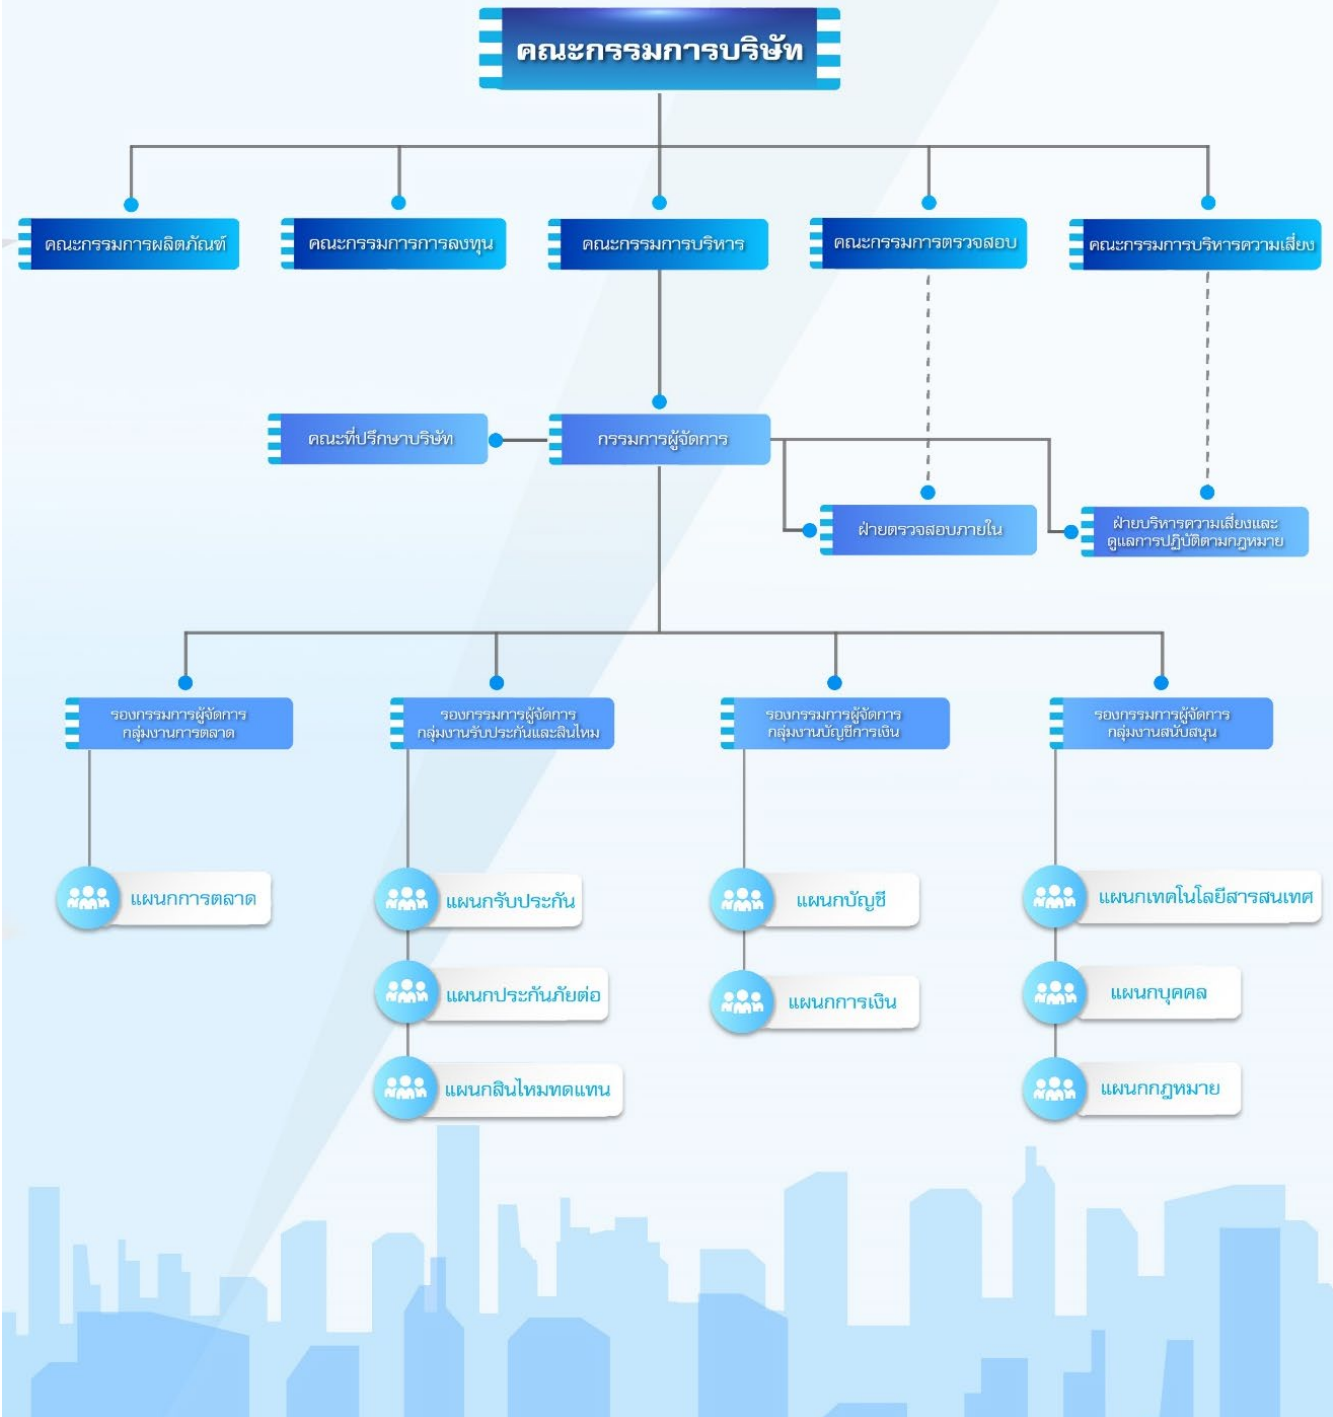 คณะกรรมการบริษัท
คณะกรรมการผลิตภัณฑ์
คณะกรรมการการลงทุน
คณะกรรมการบริหาร
คณะกรรมการตรวจสอบ
คณะกรรมการบริหารความเสี่ยง
คณะที่ปรึกษาบริษัท
กรรมการผู้จัดการ
ฝ่ายตรวจสอบภายใน
ฝ่ายบริหารความเสี่ยงและ
ดูแลการปฏิบัติตามกฎหมาย
รองกรรมการผู้จัดการ
กลุ่มงานการตลาด
รองกรรมการผู้จัดการ
กลุ่มงานรับประกันและสินไหม
รองกรรมการผู้จัดการ
กลุ่มงานบัญชีการเงิน
รองกรรมการผู้จัดการ
กลุ่มงานสนับสนุน
แผนกการตลาด
แผนกรับประกัน
แผนกบัญชี
แผนกเทคโนโลยีสารสนเทศ
แผนกประกันภัยต่อ
แผนกการเงิน
แผนกบุคคล
แผนกสินไหมทดแทน
แผนกกฎหมาย